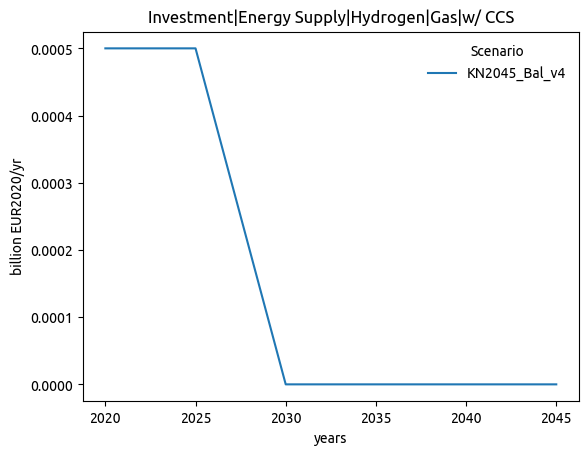 Investment|Energy Supply|Hydrogen|Gas|w/ CCS
Scenario
KN2045_Bal_v4
billion EUR2020/yr
0.0005
0.0004
0.0003
0.0002
0.0001
0.0000
2020 2025 2030 2035 2040 2045
years